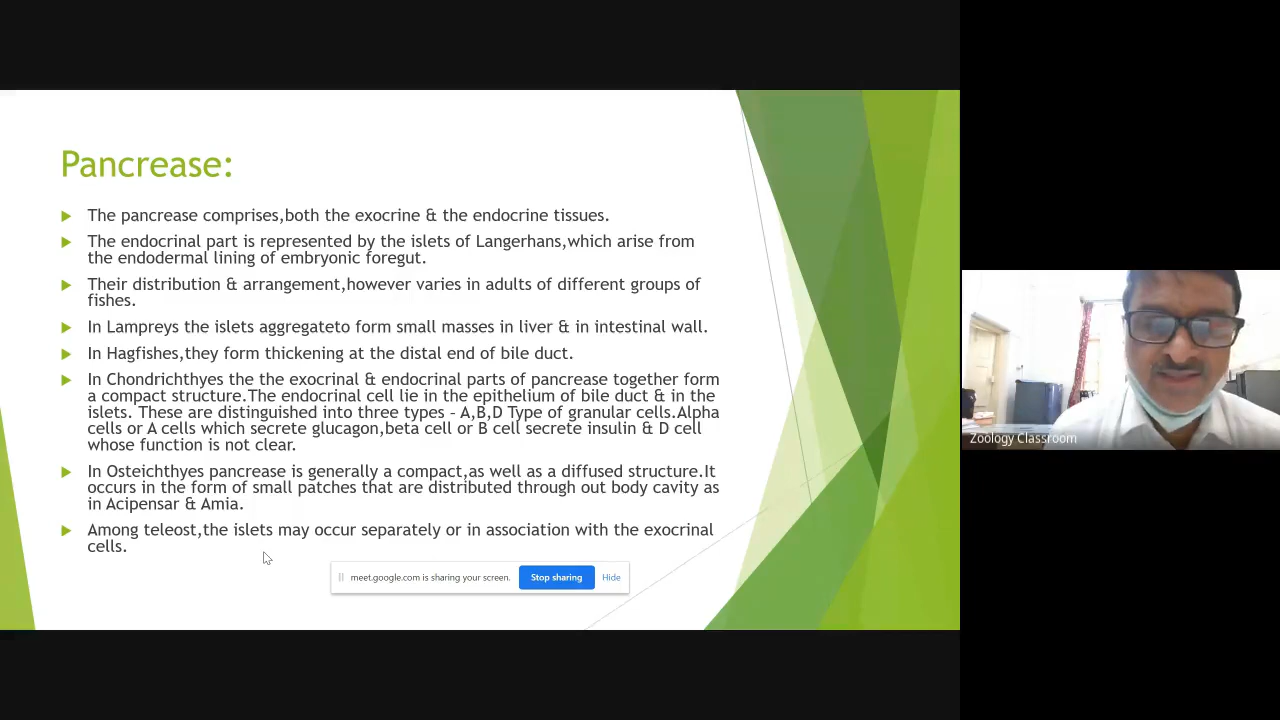 Pancrease:
The pancrease comprises,both the exocrine & the endocrine tissues.
The endocrinal part is represented by the islets of Langerhans,which arise from
the endodermal lining of embryonic foregut.
Their distribution & arrangement,however varies in adults of different groups of
fishes.
In Lampreys the islets aggregateto form small masses in liver & in intestinal wall.
In Hagfishes,they form thickening at the distal end of bile duct.
In Chondrichthyes the the exocrinal & endocrinal parts of pancrease together form
a compact structure.The endocrinal cell lie in the epithelium of bile duct & in the
islets. These are distinguished into three types – A,B,D Type of granular cells.Alpha
cells or A cells which secrete glucagon,beta cell or B cell secrete insulin & D cell
whose function is not clear.
In Osteichthyes pancrease is generally a compact,as well as a diffused structure.It
occurs in the form of small patches that are distributed through out body cavity as
in Acipensar & Amia.
Among teleost,the islets may occur separately or in association with the exocrinal
cells.
meet.google.com is sharing your screen.
Stop sharing
Hide
Zoology Classroom